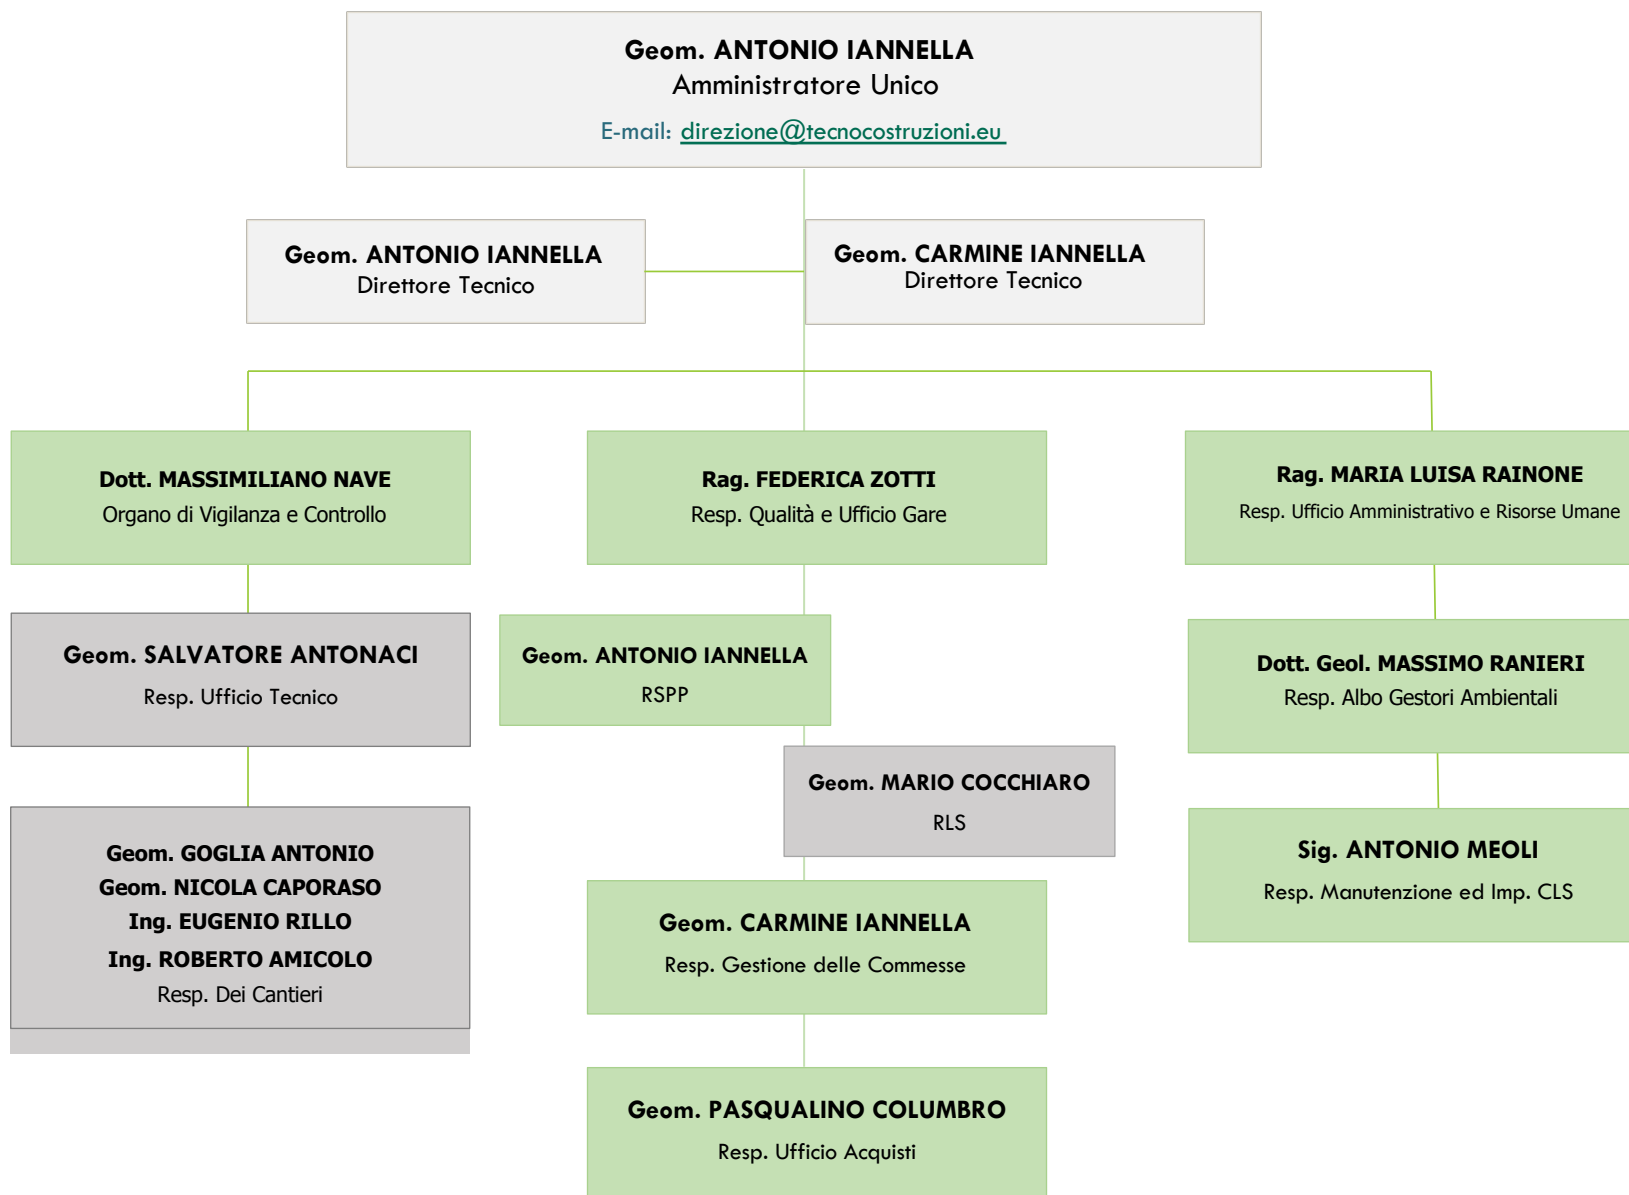 Geom. ANTONIO IANNELLA
Amministratore Unico
E-mail: direzione@tecnocostruzioni.eu
Geom. ANTONIO IANNELLA
Direttore Tecnico
Geom. CARMINE IANNELLA
Direttore Tecnico
Dott. MASSIMILIANO NAVE
Organo di Vigilanza e Controllo
Rag. FEDERICA ZOTTI
Resp. Qualità e Ufficio Gare
Rag. MARIA LUISA RAINONE
Resp. Ufficio Amministrativo e Risorse Umane
Geom. SALVATORE ANTONACI
Resp. Ufficio Tecnico
Geom. ANTONIO IANNELLA
RSPP
Dott. Geol. MASSIMO RANIERI
Resp. Albo Gestori Ambientali
Geom. MARIO COCCHIARO
RLS
Geom. GOGLIA ANTONIO
Geom. NICOLA CAPORASO
Ing. EUGENIO RILLO
Ing. ROBERTO AMICOLO
Resp. Dei Cantieri
Sig. ANTONIO MEOLI
Resp. Manutenzione ed Imp. CLS
Geom. CARMINE IANNELLA
Resp. Gestione delle Commesse
Geom. PASQUALINO COLUMBRO
Resp. Ufficio Acquisti